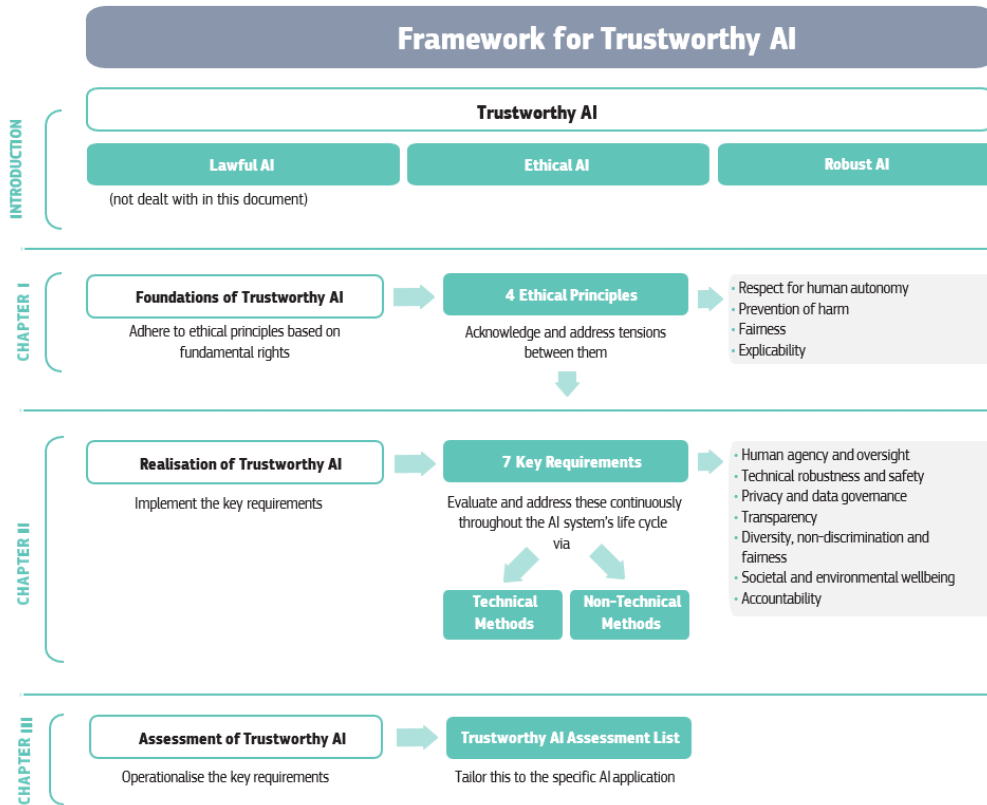 Framework for Trustworthy AI
INTRODUCTION
Trustworthy AI
Lawful AI
Ethical AI
Robust AI
(not dealt with in this document)
CHAPTER I
Foundations of Trustworthy AI
Adhere to ethical principles based on
fundamental rights
4 Ethical Principles
Acknowledge and address tensions
between them
• Respect for human autonomy
• Prevention of harm
• Fairness
• Explicability
CHAPTER II
Realisation of Trustworthy AI
Implement the key requirements
7 Key Requirements
Evaluate and address these continuously
throughout the AI system's life cycle
via
Technical
Methods
Non-Technical
Methods
• Human agency and oversight
• Technical robustness and safety
• Privacy and data governance
• Transparency
• Diversity, non-discrimination and
fairness
• Societal and environmental wellbeing
• Accountability
CHAPTER III
Assessment of Trustworthy AI
Operationalise the key requirements
Trustworthy AI Assessment List
Tailor this to the specific AI application